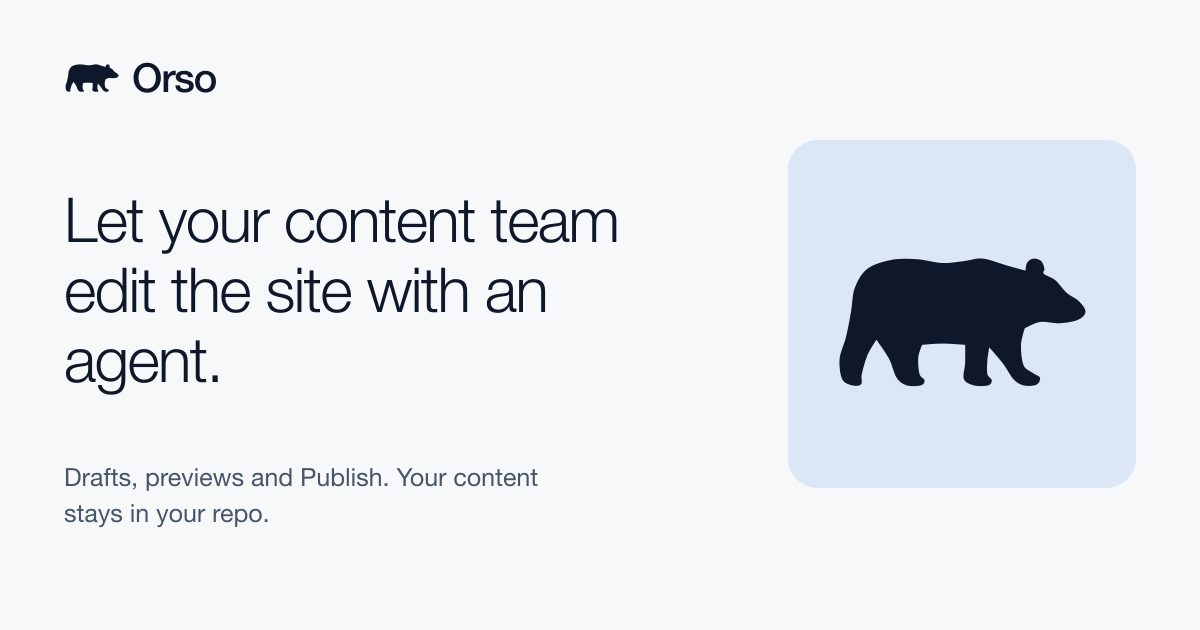 Orso
Let your content team
edit the site with an
agent.
Drafts, previews and Publish. Your content
stays in your repo.